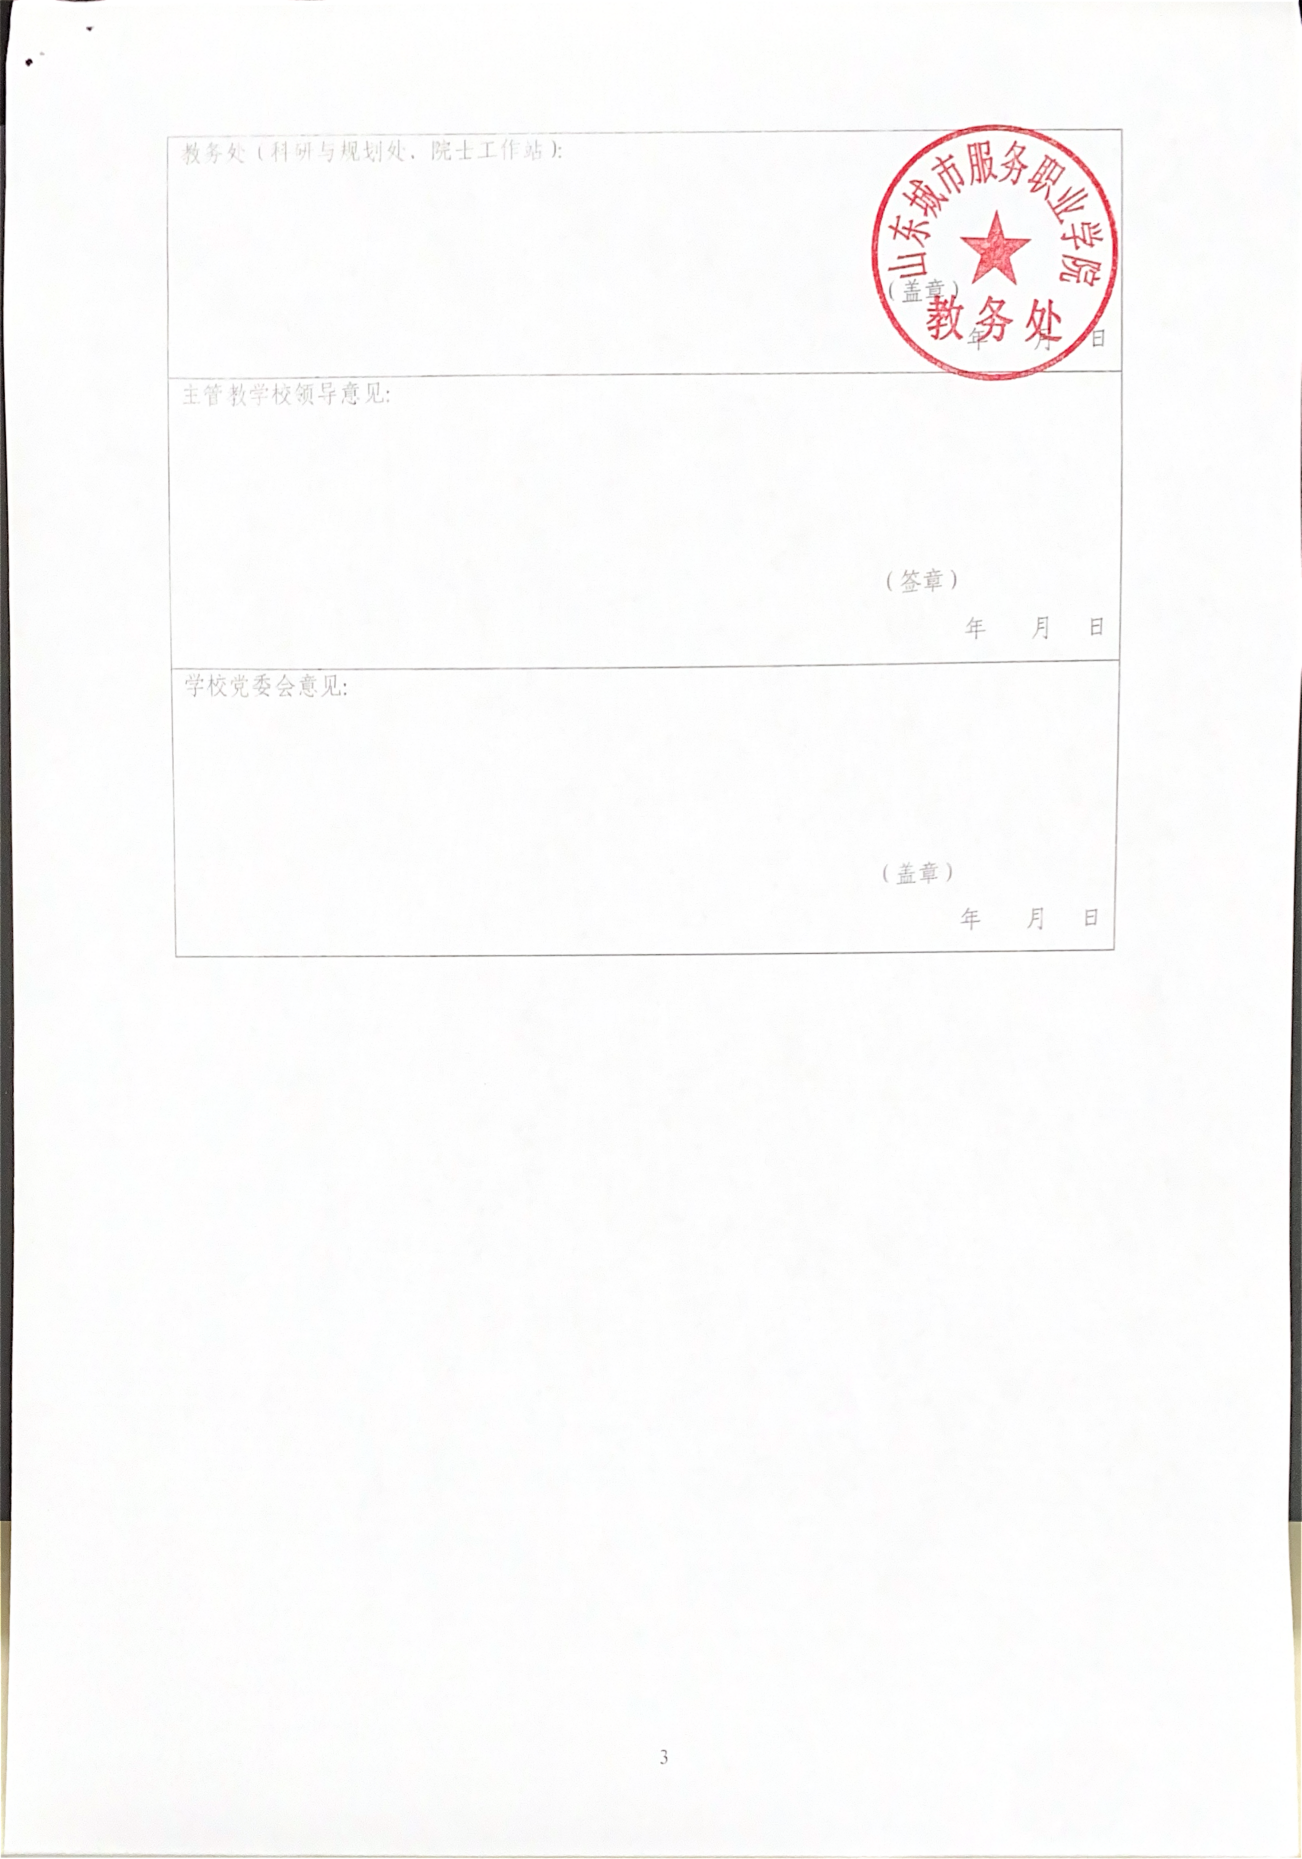 教务处（科研与规划处、院士工作站）：
山东城市服务职业学院
（盖章）
教务处
年 月 日
主管教学校领导意见：
（签章）
年 月 日
学校党委会意见：
（盖章）
年 月 日
3